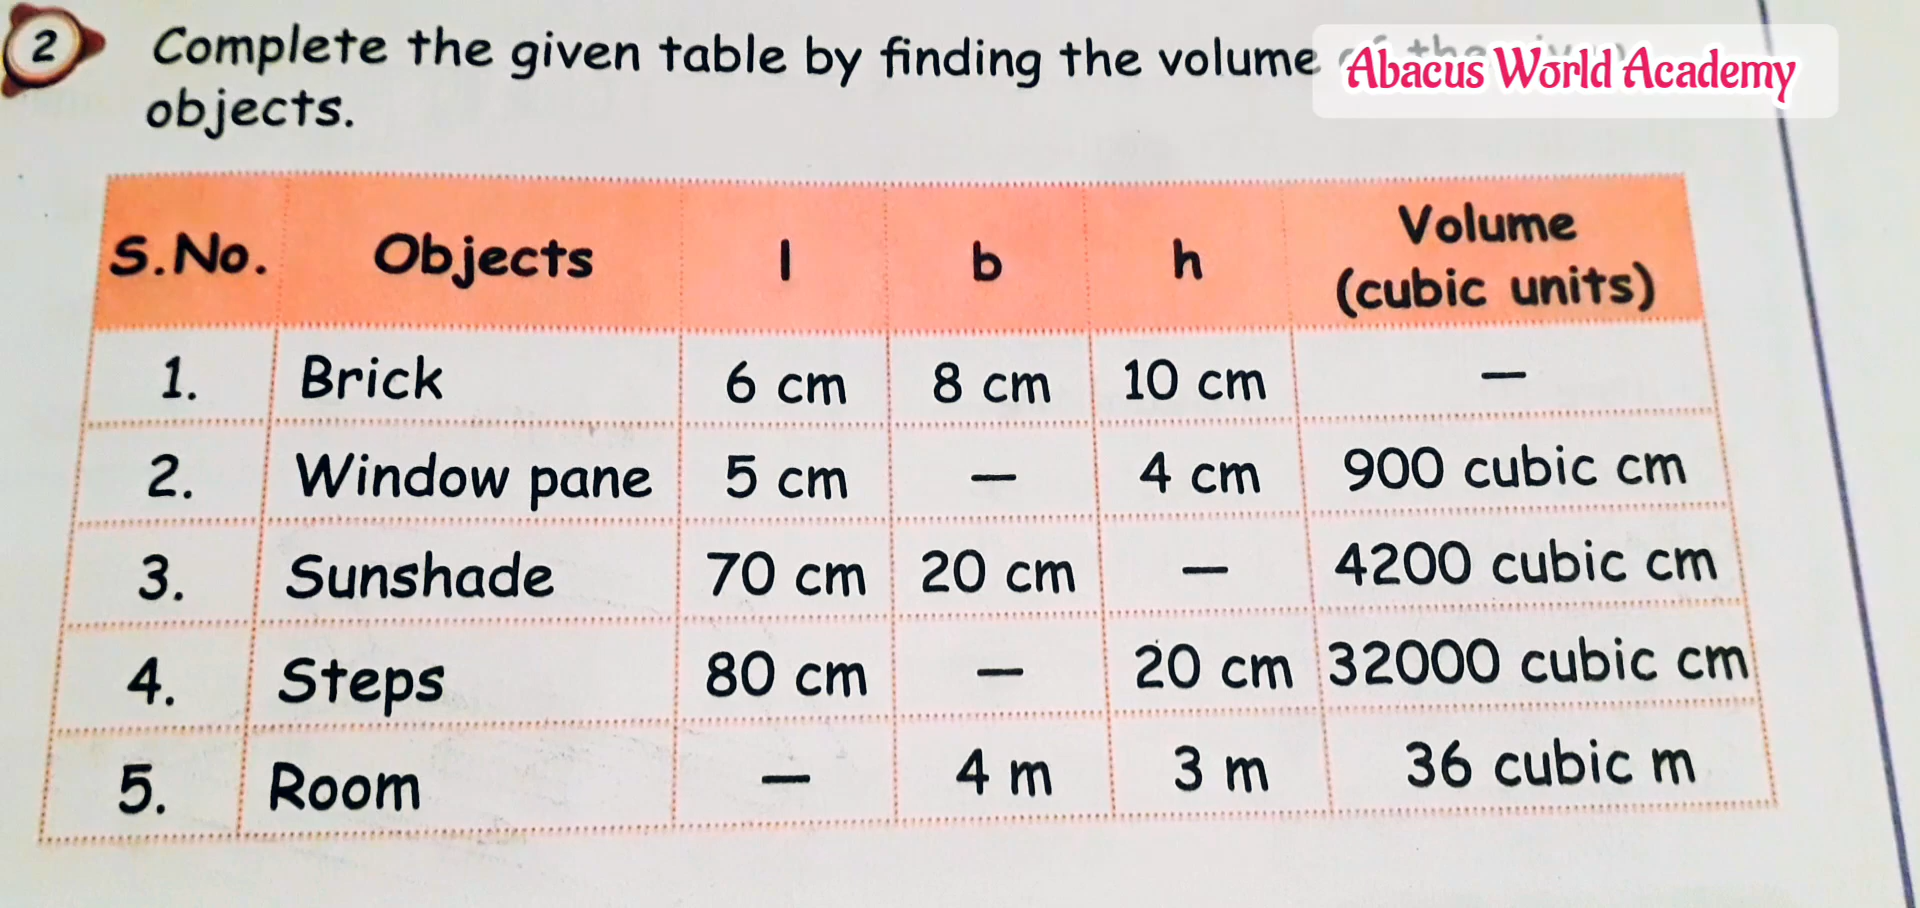 2 Complete the given table by finding the volume Abacus World Academy
objects.
S.No. Objects l b h Volume (cubic units)
1. Brick 6 cm 8 cm 10 cm —
2. Window pane 5 cm — 4 cm 900 cubic cm
3. Sunshade 70 cm 20 cm — 4200 cubic cm
4. Steps 80 cm — 20 cm 32000 cubic cm
5. Room — 4 m 3 m 36 cubic m